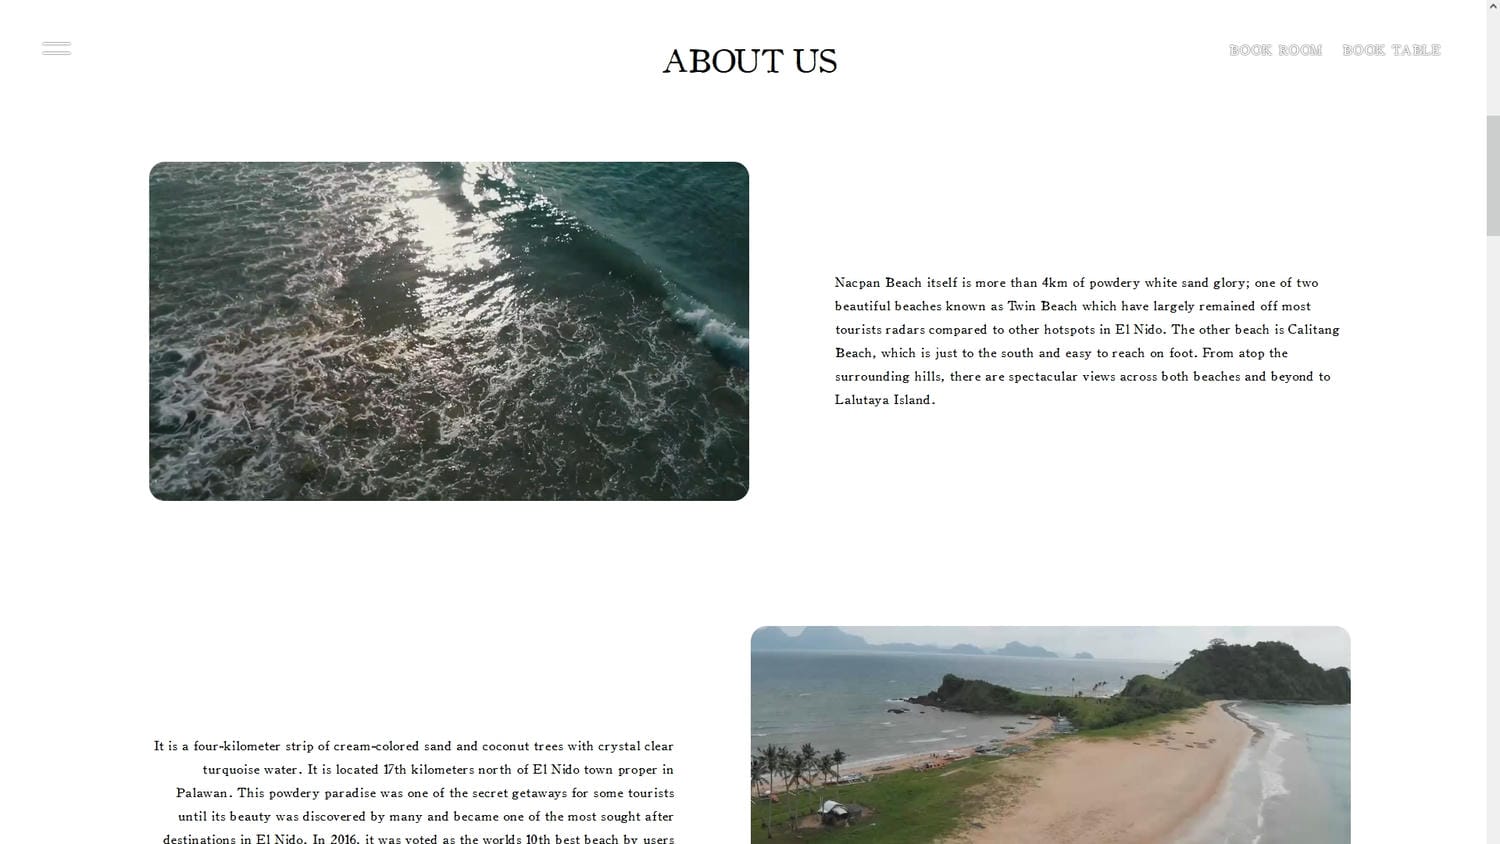 ABOUT US
BOOK ROOM
BOOK TABLE
Nacpan Beach itself is more than 4km of powdery white sand glory; one of two
beautiful beaches known as Twin Beach which have largely remained off most
tourists radars compared to other hotspots in El Nido. The other beach is Calitang
Beach, which is just to the south and easy to reach on foot. From atop the
surrounding hills, there are spectacular views across both beaches and beyond to
Lalutaya Island.
It is a four-kilometer strip of cream-colored sand and coconut trees with crystal clear
turquoise water. It is located 17th kilometers north of El Nido town proper in
Palawan. This powdery paradise was one of the secret getaways for some tourists
until its beauty was discovered by many and became one of the most sought after
destinations in El Nido. In 2016, it was voted as the worlds 10th best beach by users